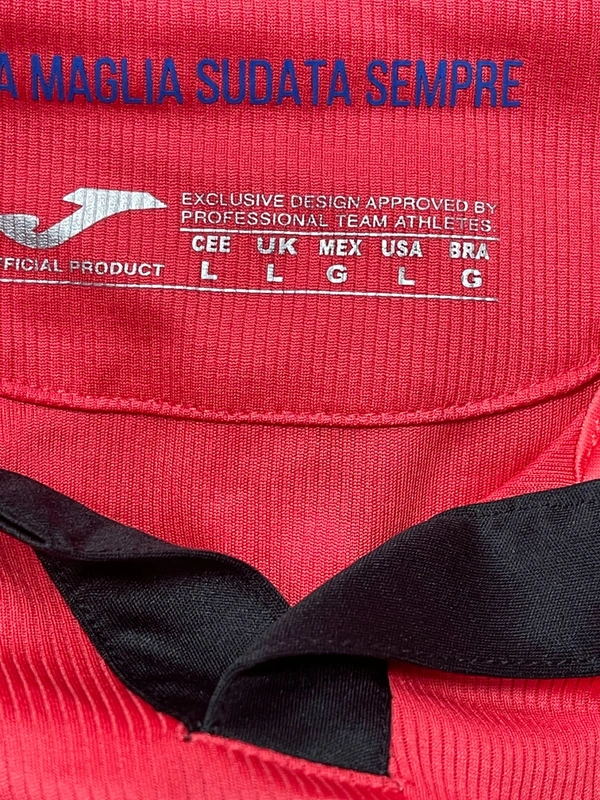 A MAGLIA SUDATA SEMPRE
EXCLUSIVE DESIGN APPROVED BY
PROFESSIONAL TEAM ATHLETES.
CEE UK MEX USA BRA
L L G L G
FFICIAL PRODUCT